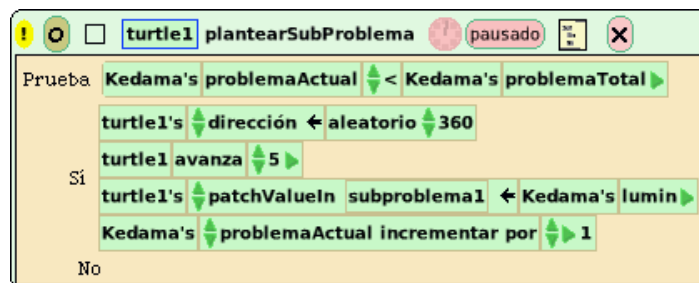 ! turtle1 plantearSubProblema ! pausado
Prueba Kedama's problemaActual < Kedama's problemaTotal
turtle1's dirección ← aleatorio 360
turtle1 avanza 5
Sí
turtle1's patchValueIn subproblema1 ← Kedama's lumin
Kedama's problemaActual incrementar por 1
No